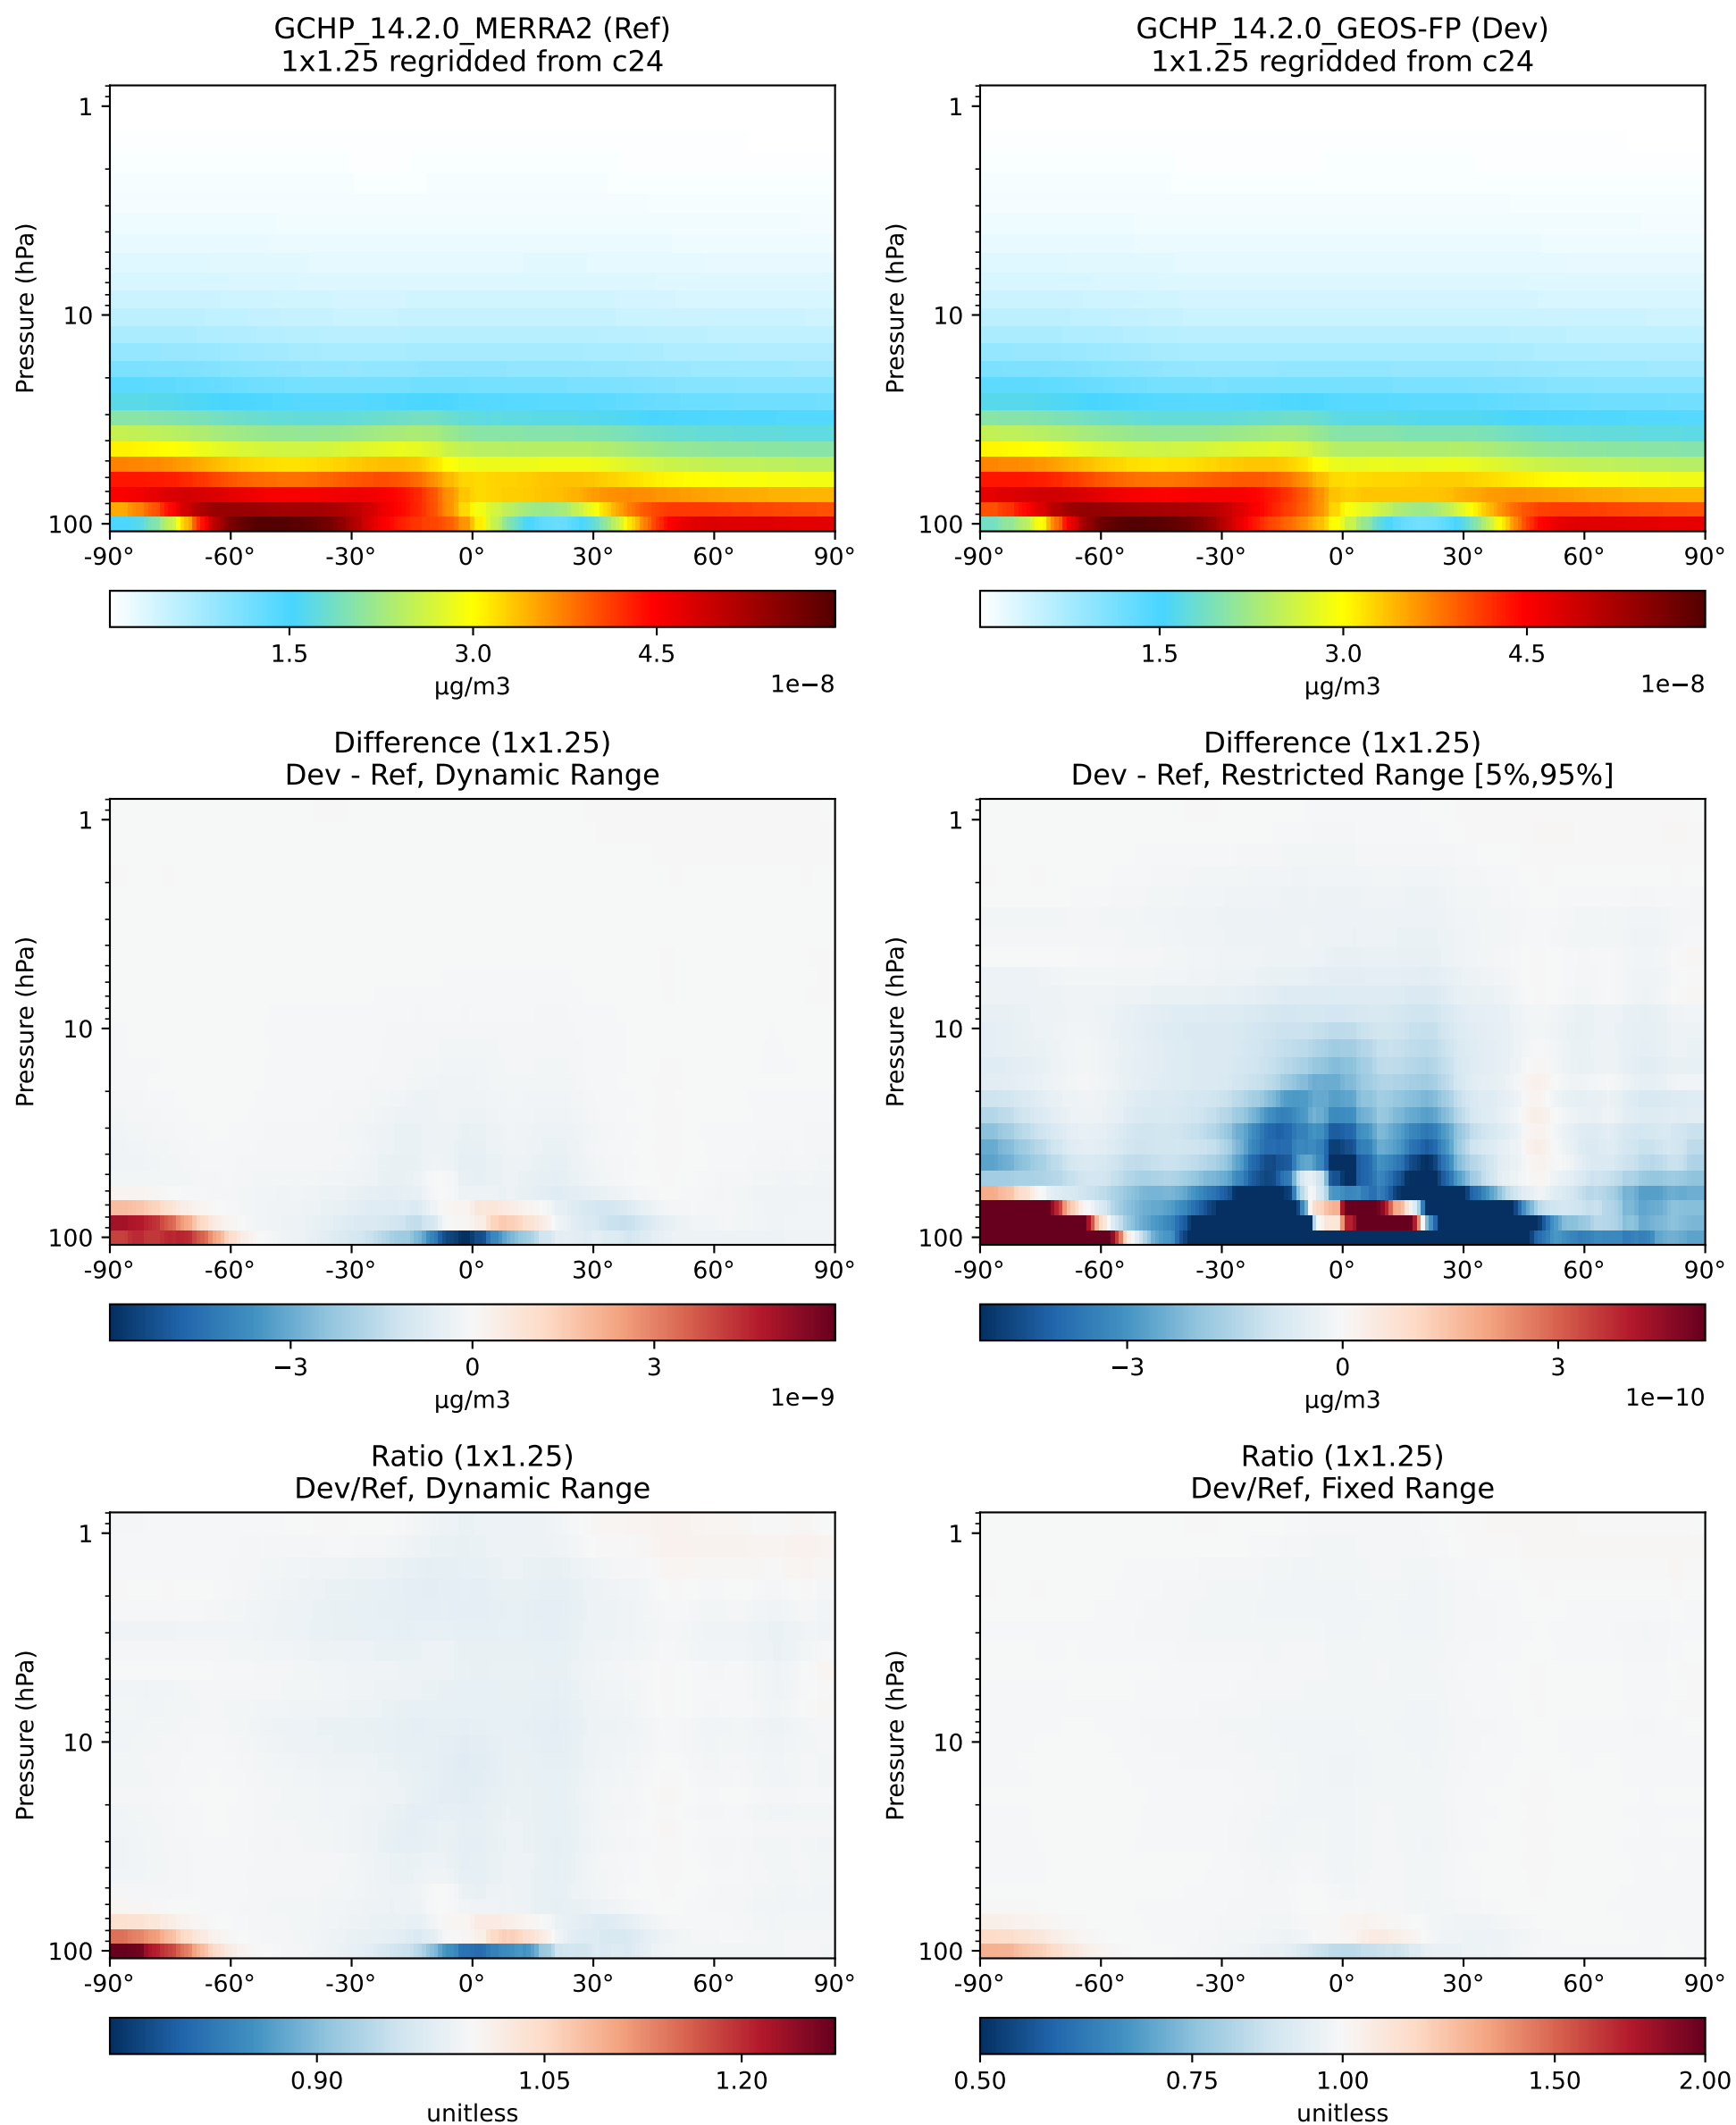 GCHP_14.2.0_MERRA2 (Ref)
1x1.25 regridded from c24
Pressure (hPa)
1
10
100
-90° -60° -30° 0° 30° 60° 90°
1.5 3.0 4.5
µg/m3 1e−8
GCHP_14.2.0_GEOS-FP (Dev)
1x1.25 regridded from c24
Pressure (hPa)
1
10
100
-90° -60° -30° 0° 30° 60° 90°
1.5 3.0 4.5
µg/m3 1e−8
Difference (1x1.25)
Dev - Ref, Dynamic Range
Pressure (hPa)
1
10
100
-90° -60° -30° 0° 30° 60° 90°
−3 0 3
µg/m3 1e−9
Difference (1x1.25)
Dev - Ref, Restricted Range [5%,95%]
Pressure (hPa)
1
10
100
-90° -60° -30° 0° 30° 60° 90°
−3 0 3
µg/m3 1e−10
Ratio (1x1.25)
Dev/Ref, Dynamic Range
Pressure (hPa)
1
10
100
-90° -60° -30° 0° 30° 60° 90°
0.90 1.05 1.20
unitless
Ratio (1x1.25)
Dev/Ref, Fixed Range
Pressure (hPa)
1
10
100
-90° -60° -30° 0° 30° 60° 90°
0.50 0.75 1.00 1.50 2.00
unitless